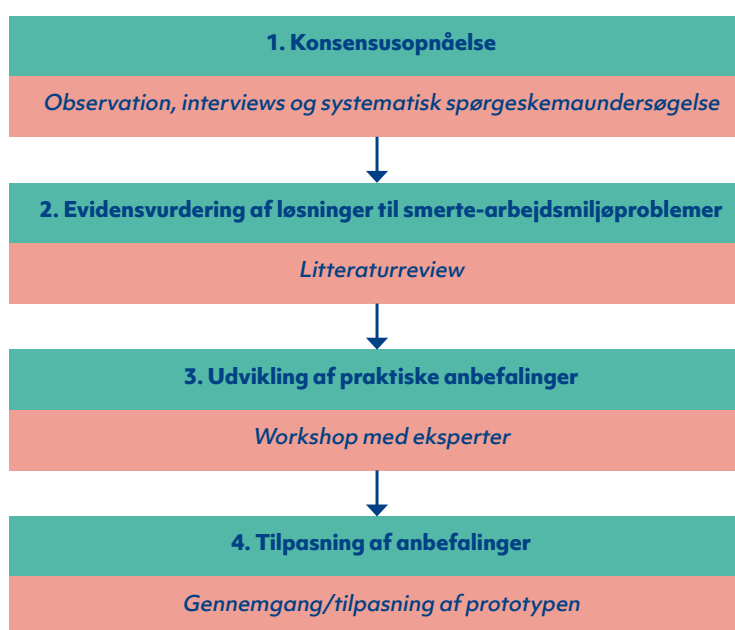 1. Konsensusopnåelse
Observation, interviews og systematisk spørgeskemaundersøgelse
2. Evidensvurdering af løsninger til smerte-arbejdsmiljøproblemer
Litteraturreview
3. Udvikling af praktiske anbefalinger
Workshop med eksperter
4. Tilpasning af anbefalinger
Gennemgang/tilpasning af prototypen